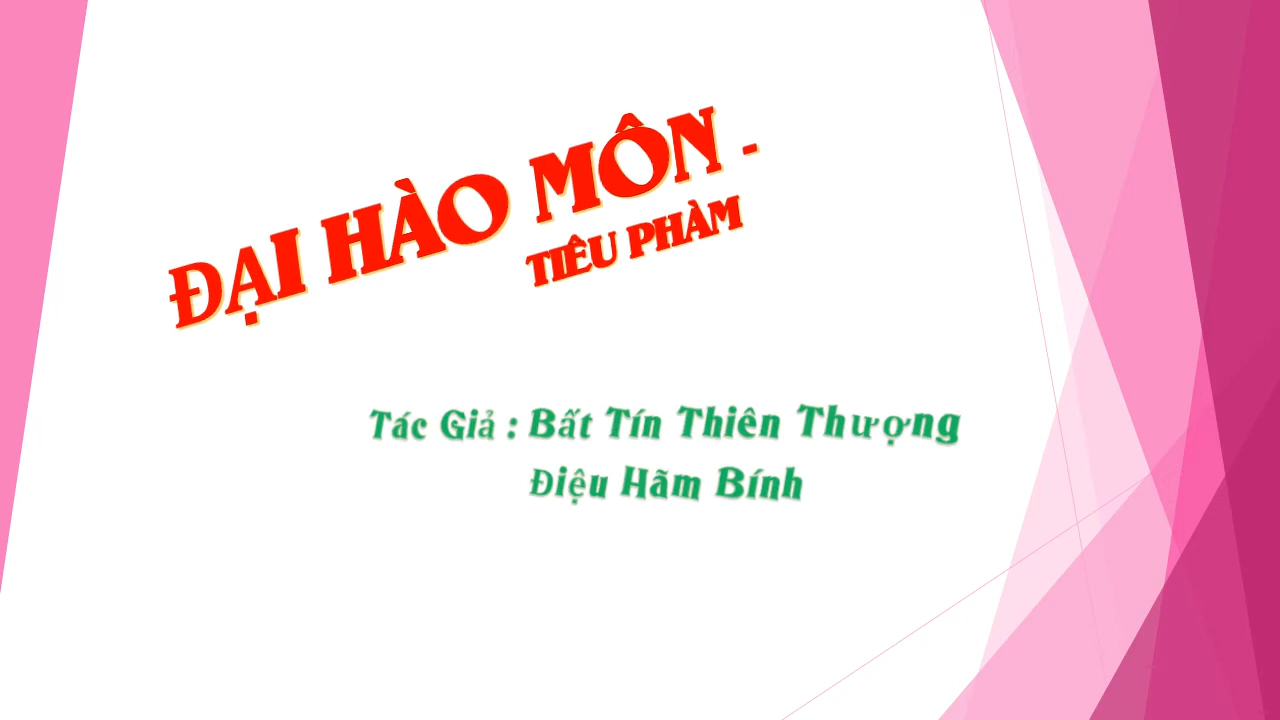 ĐẠI HÀO MÔN -
TIÊU PHÀM
Tác Giả : Bất Tín Thiên Thượng
Điệu Hãm Bính